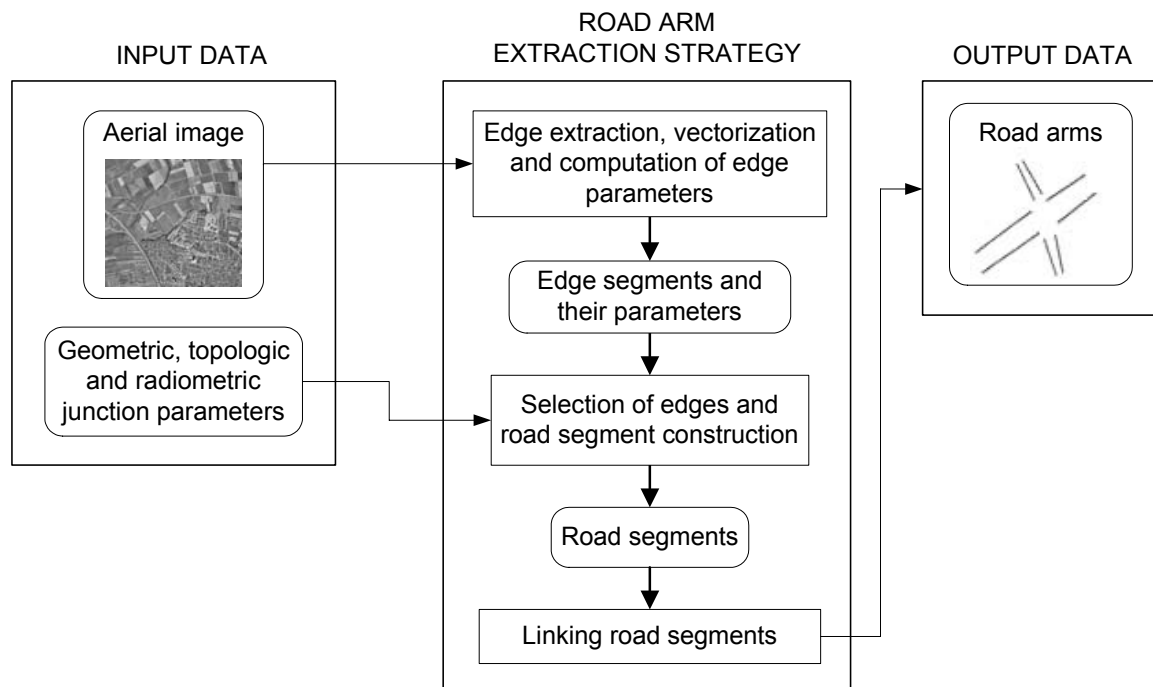 INPUT DATA
Aerial image
Geometric, topologic
and radiometric
junction parameters
ROAD ARM
EXTRACTION STRATEGY
Edge extraction, vectorization
and computation of edge
parameters
Edge segments and
their parameters
Selection of edges and
road segment construction
Road segments
Linking road segments
OUTPUT DATA
Road arms